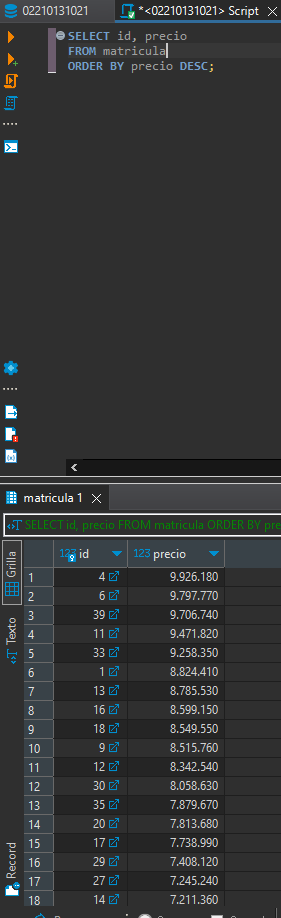 02210131021
*<02210131021> Script
SELECT id, precio
FROM matricula
ORDER BY precio DESC;
matricula 1
SELECT id, precio FROM matricula ORDER BY pre
Grilla
Texto
Record
123 id 123 precio
1 4 9.926.180
2 6 9.797.770
3 39 9.706.740
4 11 9.471.820
5 33 9.258.350
6 1 8.824.410
7 13 8.785.530
8 16 8.599.150
9 18 8.549.550
10 9 8.515.760
11 12 8.342.540
12 30 8.058.630
13 35 7.879.670
14 20 7.813.680
15 17 7.738.990
16 29 7.408.120
17 27 7.245.240
18 14 7.211.360